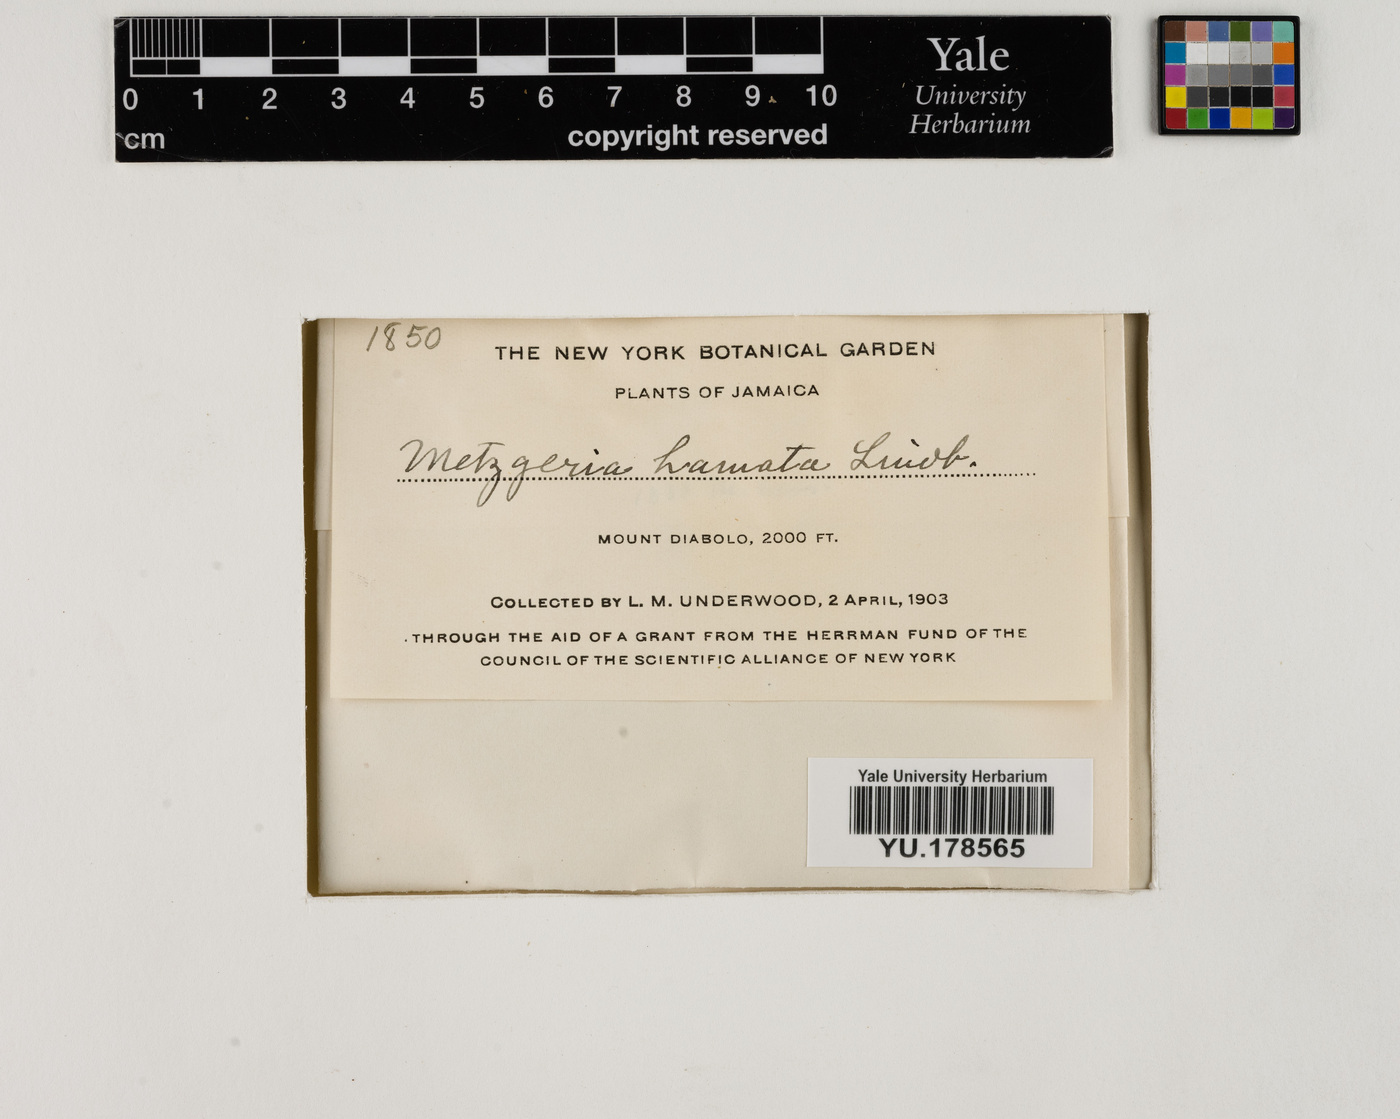 0 1 2 3 4 5 6 7 8 9 10
cm
copyright reserved
Yale
University
Herbarium
1850
THE NEW YORK BOTANICAL GARDEN
PLANTS OF JAMAICA
Metzgeria hamata Lindb.
MOUNT DIABOLO, 2000 FT.
COLLECTED BY L. M. UNDERWOOD, 2 APRIL, 1903
THROUGH THE AID OF A GRANT FROM THE HERRMAN FUND OF THE
COUNCIL OF THE SCIENTIFIC ALLIANCE OF NEW YORK
Yale University Herbarium
YU.178565